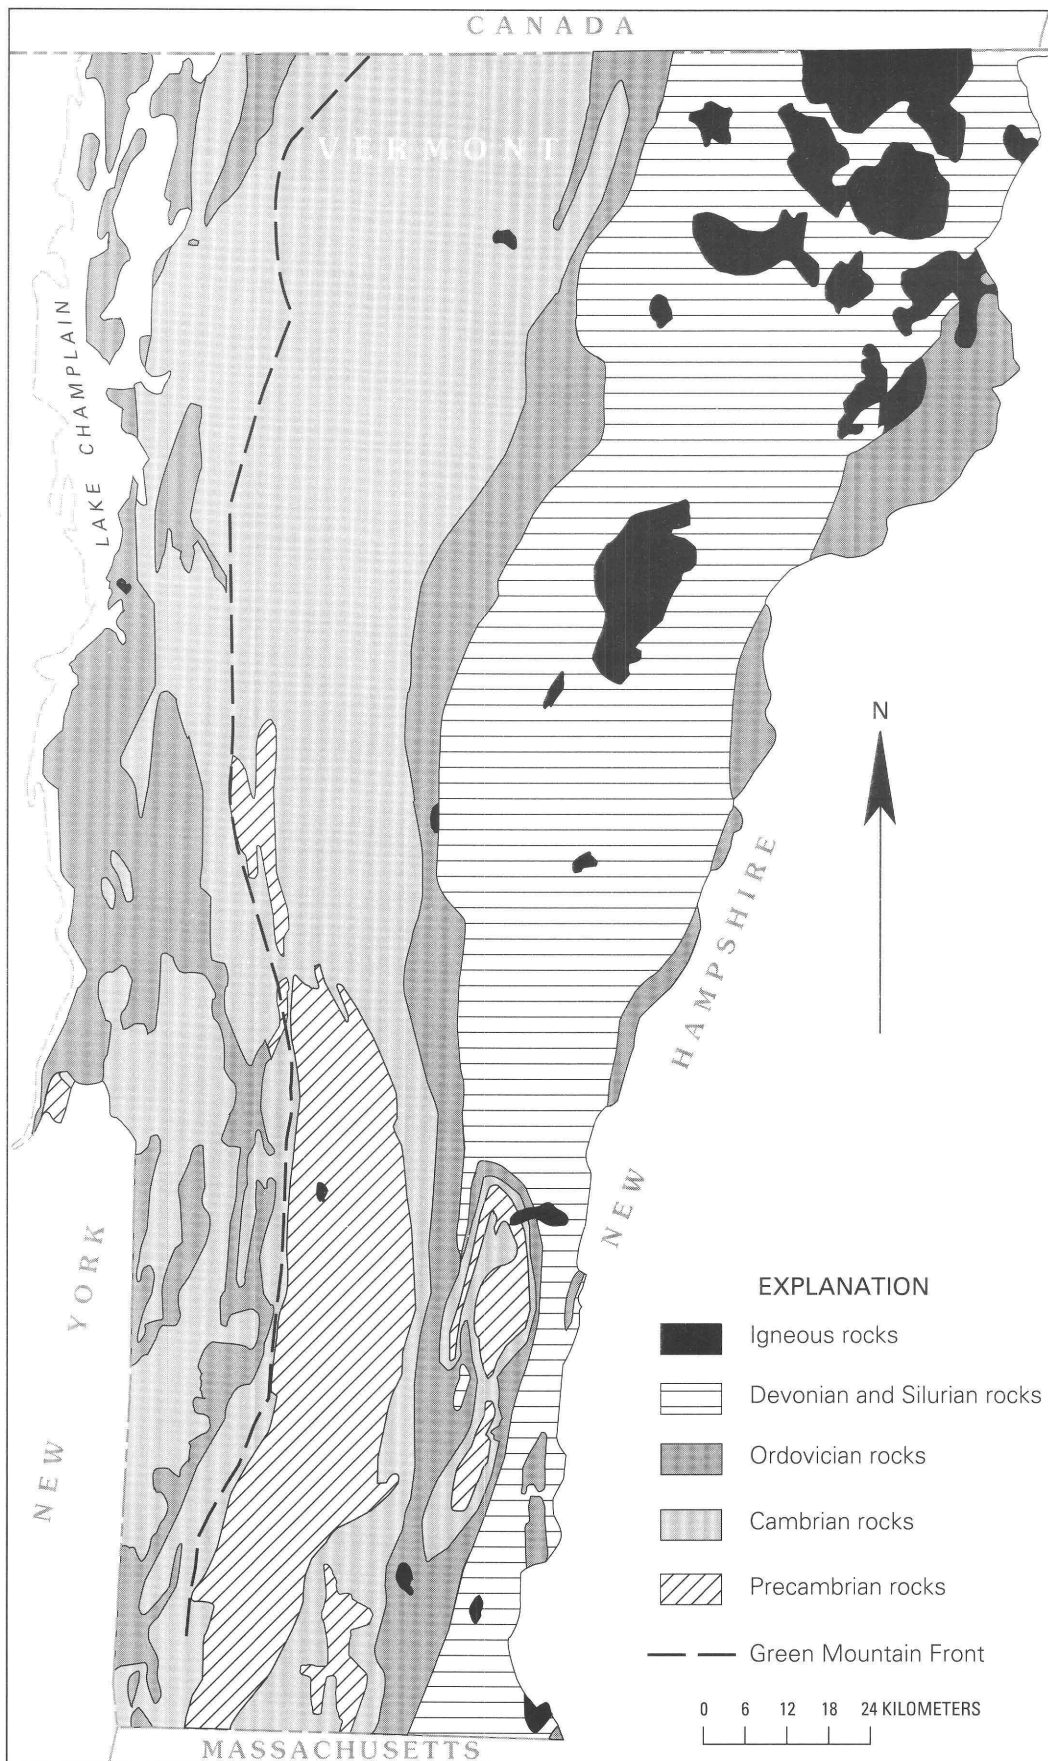 CANADA
VERMONT
LAKE CHAMPLAIN
N
NEW HAMPSHIRE
NEW YORK
EXPLANATION
Igneous rocks
Devonian and Silurian rocks
Ordovician rocks
Cambrian rocks
Precambrian rocks
Green Mountain Front
0 6 12 18 24 KILOMETERS
MASSACHUSETTS